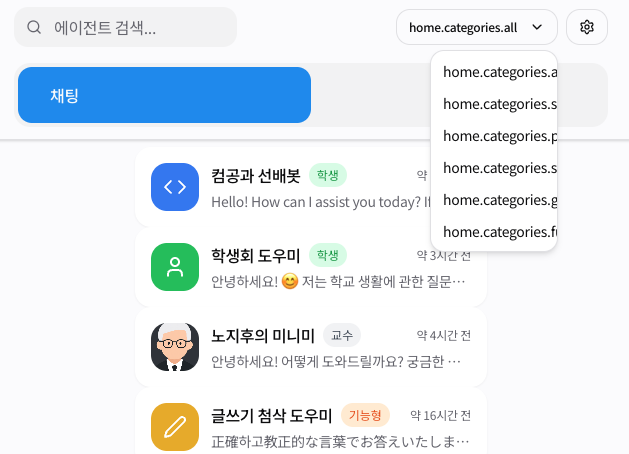 에이전트 검색...
home.categories.all
home.categories.a
home.categories.s
home.categories.p
home.categories.s
home.categories.g
home.categories.fu
채팅
컴공과 선배봇 학생 약
Hello! How can I assist you today? If
학생회 도우미 학생 약 3시간 전
안녕하세요! 😊 저는 학교 생활에 관한 질문…
노지후의 미니미 교수 약 4시간 전
안녕하세요! 어떻게 도와드릴까요? 궁금한 …
글쓰기 첨삭 도우미 기능형 약 16시간 전
正確하고教正的な言葉でお答えいたしま…